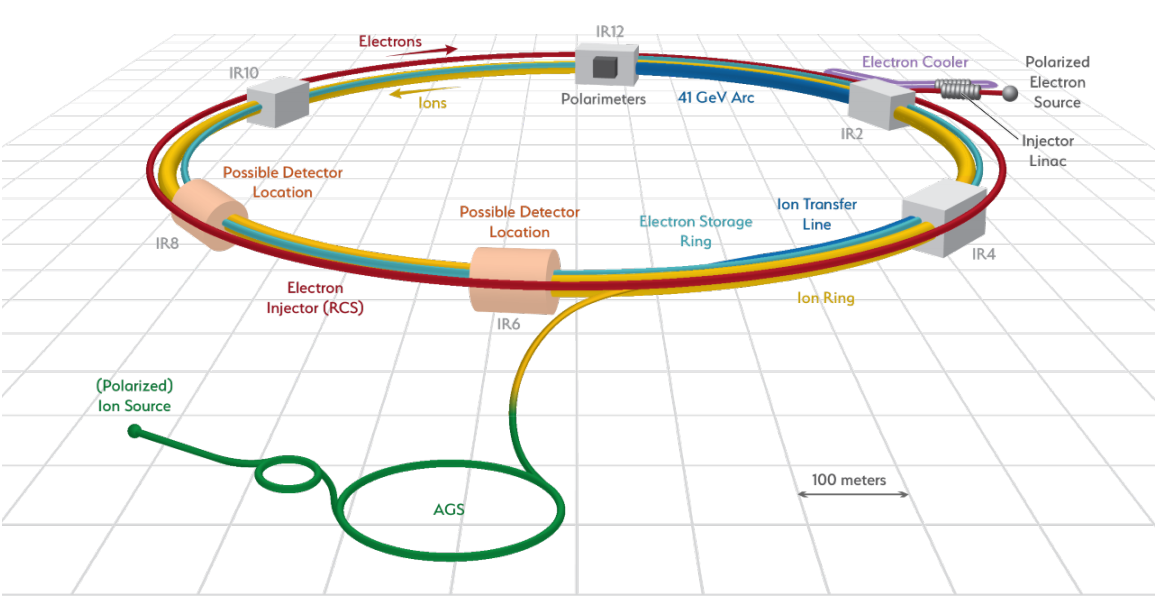 IR12
Electrons
IR10
Ions
Polarimeters
41 GeV Arc
Electron Cooler
Polarized
Electron
Source
IR2
Injector
Linac
Possible Detector
Location
IR8
Possible Detector
Location
Electron Storage
Ring
Ion Transfer
Line
IR4
Electron
Injector (RCS)
Ion Ring
IR6
(Polarized)
Ion Source
AGS
100 meters